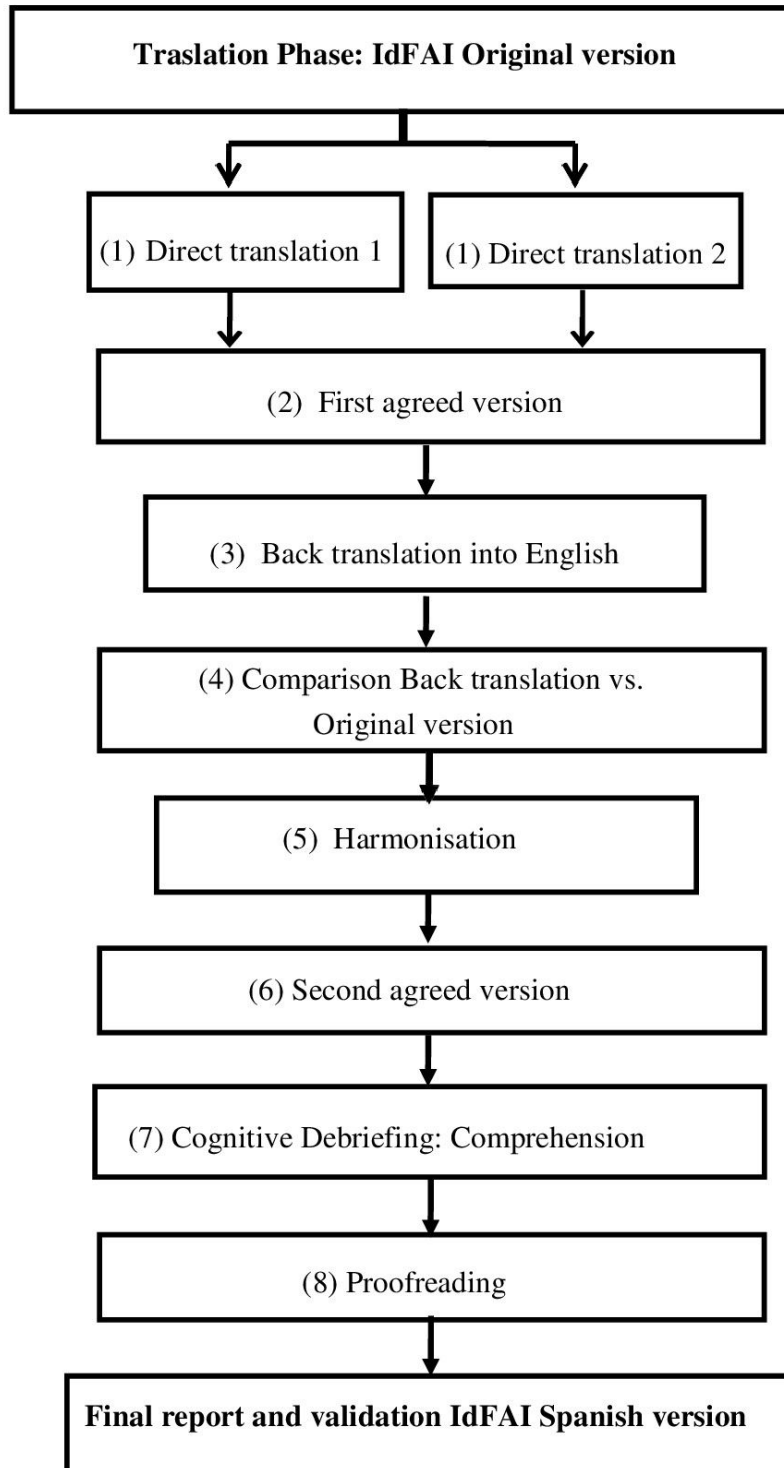 Traslation Phase: IdFAI Original version
(1) Direct translation 1
(1) Direct translation 2
(2) First agreed version
(3) Back translation into English
(4) Comparison Back translation vs.
Original version
(5) Harmonisation
(6) Second agreed version
(7) Cognitive Debriefing: Comprehension
(8) Proofreading
Final report and validation IdFAI Spanish version